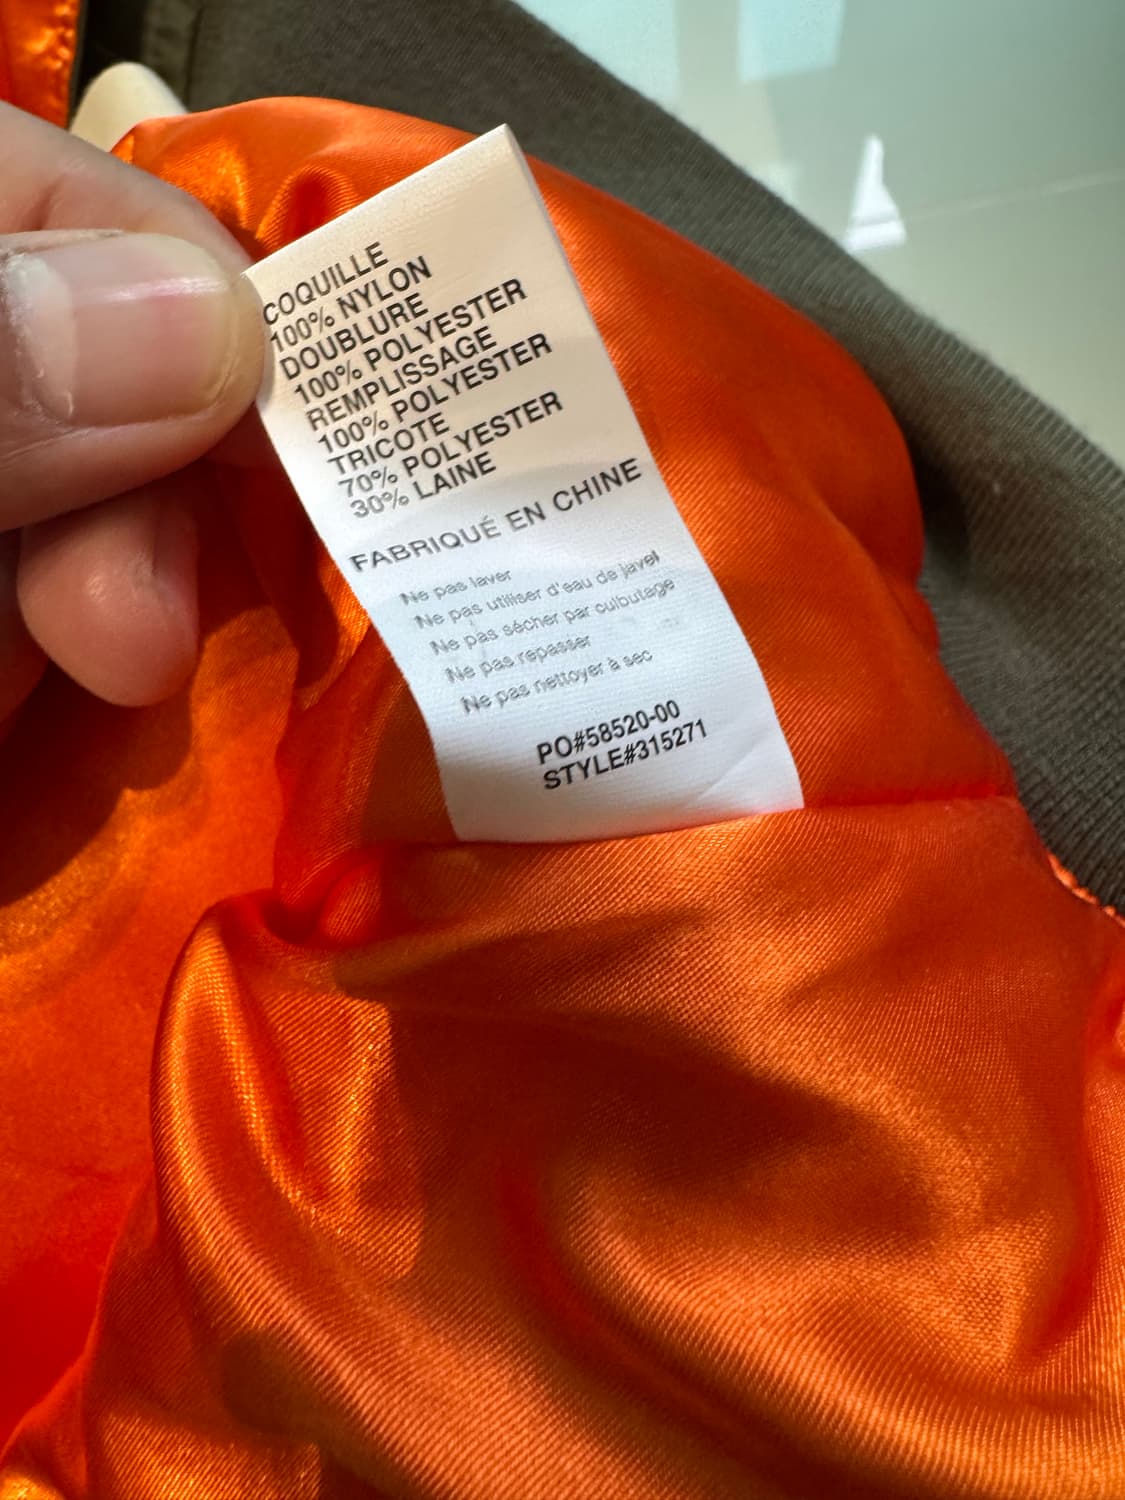 COQUILLE
100% NYLON
DOUBLURE
100% POLYESTER
REMPLISSAGE
100% POLYESTER
TRICOTE
70% POLYESTER
30% LAINE
FABRIQUÉ EN CHINE
Ne pas laver
Ne pas utiliser d'eau de javel
Ne pas sécher par culbutage
Ne pas repasser
Ne pas nettoyer à sec
PO#58520-00
STYLE#315271